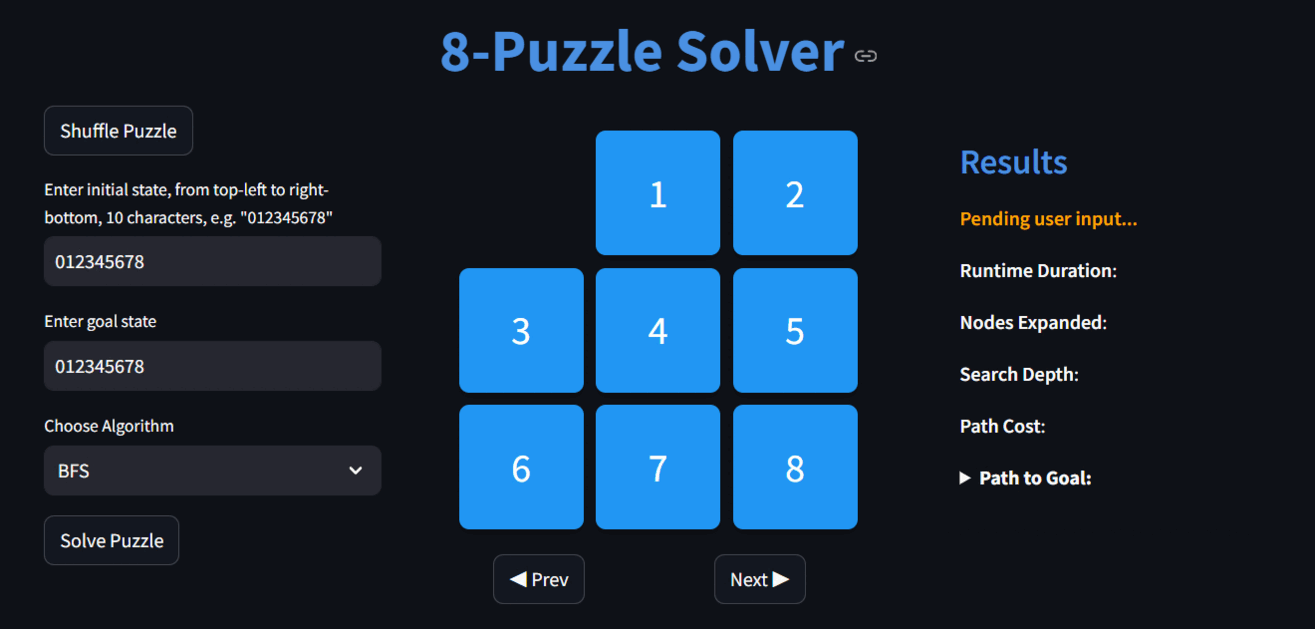 8-Puzzle Solver
Shuffle Puzzle
Enter initial state, from top-left to right-
bottom, 10 characters, e.g. "012345678"
012345678
Enter goal state
012345678
Choose Algorithm
BFS
Solve Puzzle
1 2
3 4 5
6 7 8
◀ Prev Next ▶
Results
Pending user input...
Runtime Duration:
Nodes Expanded:
Search Depth:
Path Cost:
▶ Path to Goal: